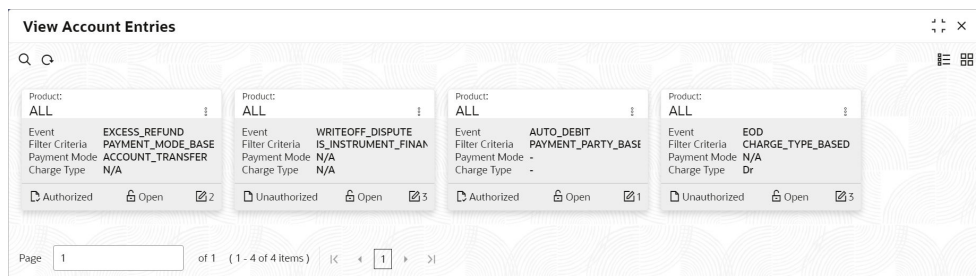 View Account Entries
Product:
ALL
Event EXCESS_REFUND
Filter Criteria PAYMENT_MODE_BASE
Payment Mode ACCOUNT_TRANSFER
Charge Type N/A
Authorized Open 2
Product:
ALL
Event WRITEOFF_DISPUTE
Filter Criteria IS_INSTRUMENT_FINAN
Payment Mode N/A
Charge Type N/A
Unauthorized Open 3
Product:
ALL
Event AUTO_DEBIT
Filter Criteria PAYMENT_PARTY_BASE
Payment Mode -
Charge Type -
Authorized Open 1
Product:
ALL
Event EOD
Filter Criteria CHARGE_TYPE_BASED
Payment Mode N/A
Charge Type Dr
Unauthorized Open 3
Page 1 of 1 ( 1 - 4 of 4 items ) 1